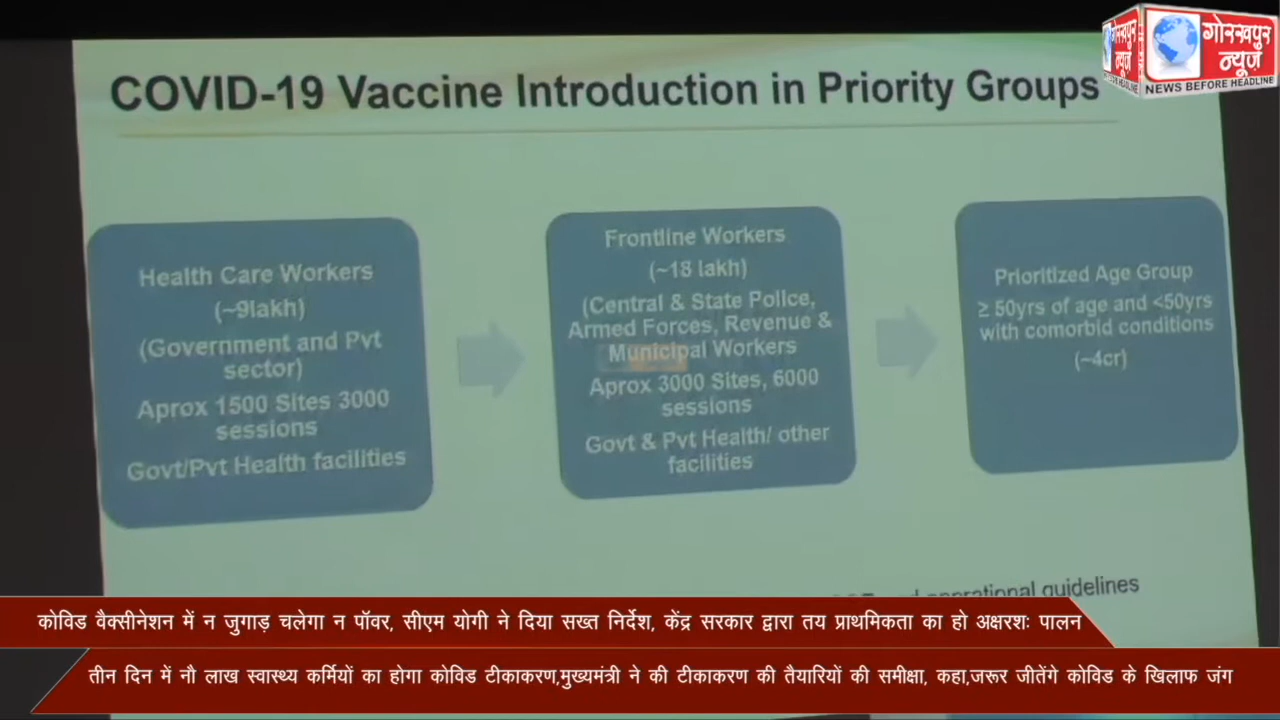 COVID-19 Vaccine Introduction in Priority Groups
गोरखपुर
न्यूज
NEWS BEFORE HEADLINE
गोरखपुर
न्यूज
Health Care Workers
(~9lakh)
(Government and Pvt
sector)
Aprox 1500 Sites 3000
sessions
Govt/Pvt Health facilities
Frontline Workers
(~18 lakh)
(Central & State Police,
Armed Forces, Revenue &
Municipal Workers
Aprox 3000 Sites, 6000
sessions
Govt & Pvt Health/ other
facilities
Prioritized Age Group
≥ 50yrs of age and <50yrs
with comorbid conditions
(~4cr)
guidelines
कोविड वैक्सीनेशन में न जुगाड़ चलेगा न पॉवर, सीएम योगी ने दिया सख्त निर्देश, केंद्र सरकार द्वारा तय प्राथमिकता का हो अक्षरशः पालन
तीन दिन में नौ लाख स्वास्थ्य कर्मियों का होगा कोविड टीकाकरण,मुख्यमंत्री ने की टीकाकरण की तैयारियों की समीक्षा, कहा,जरूर जीतेंगे कोविड के खिलाफ जंग